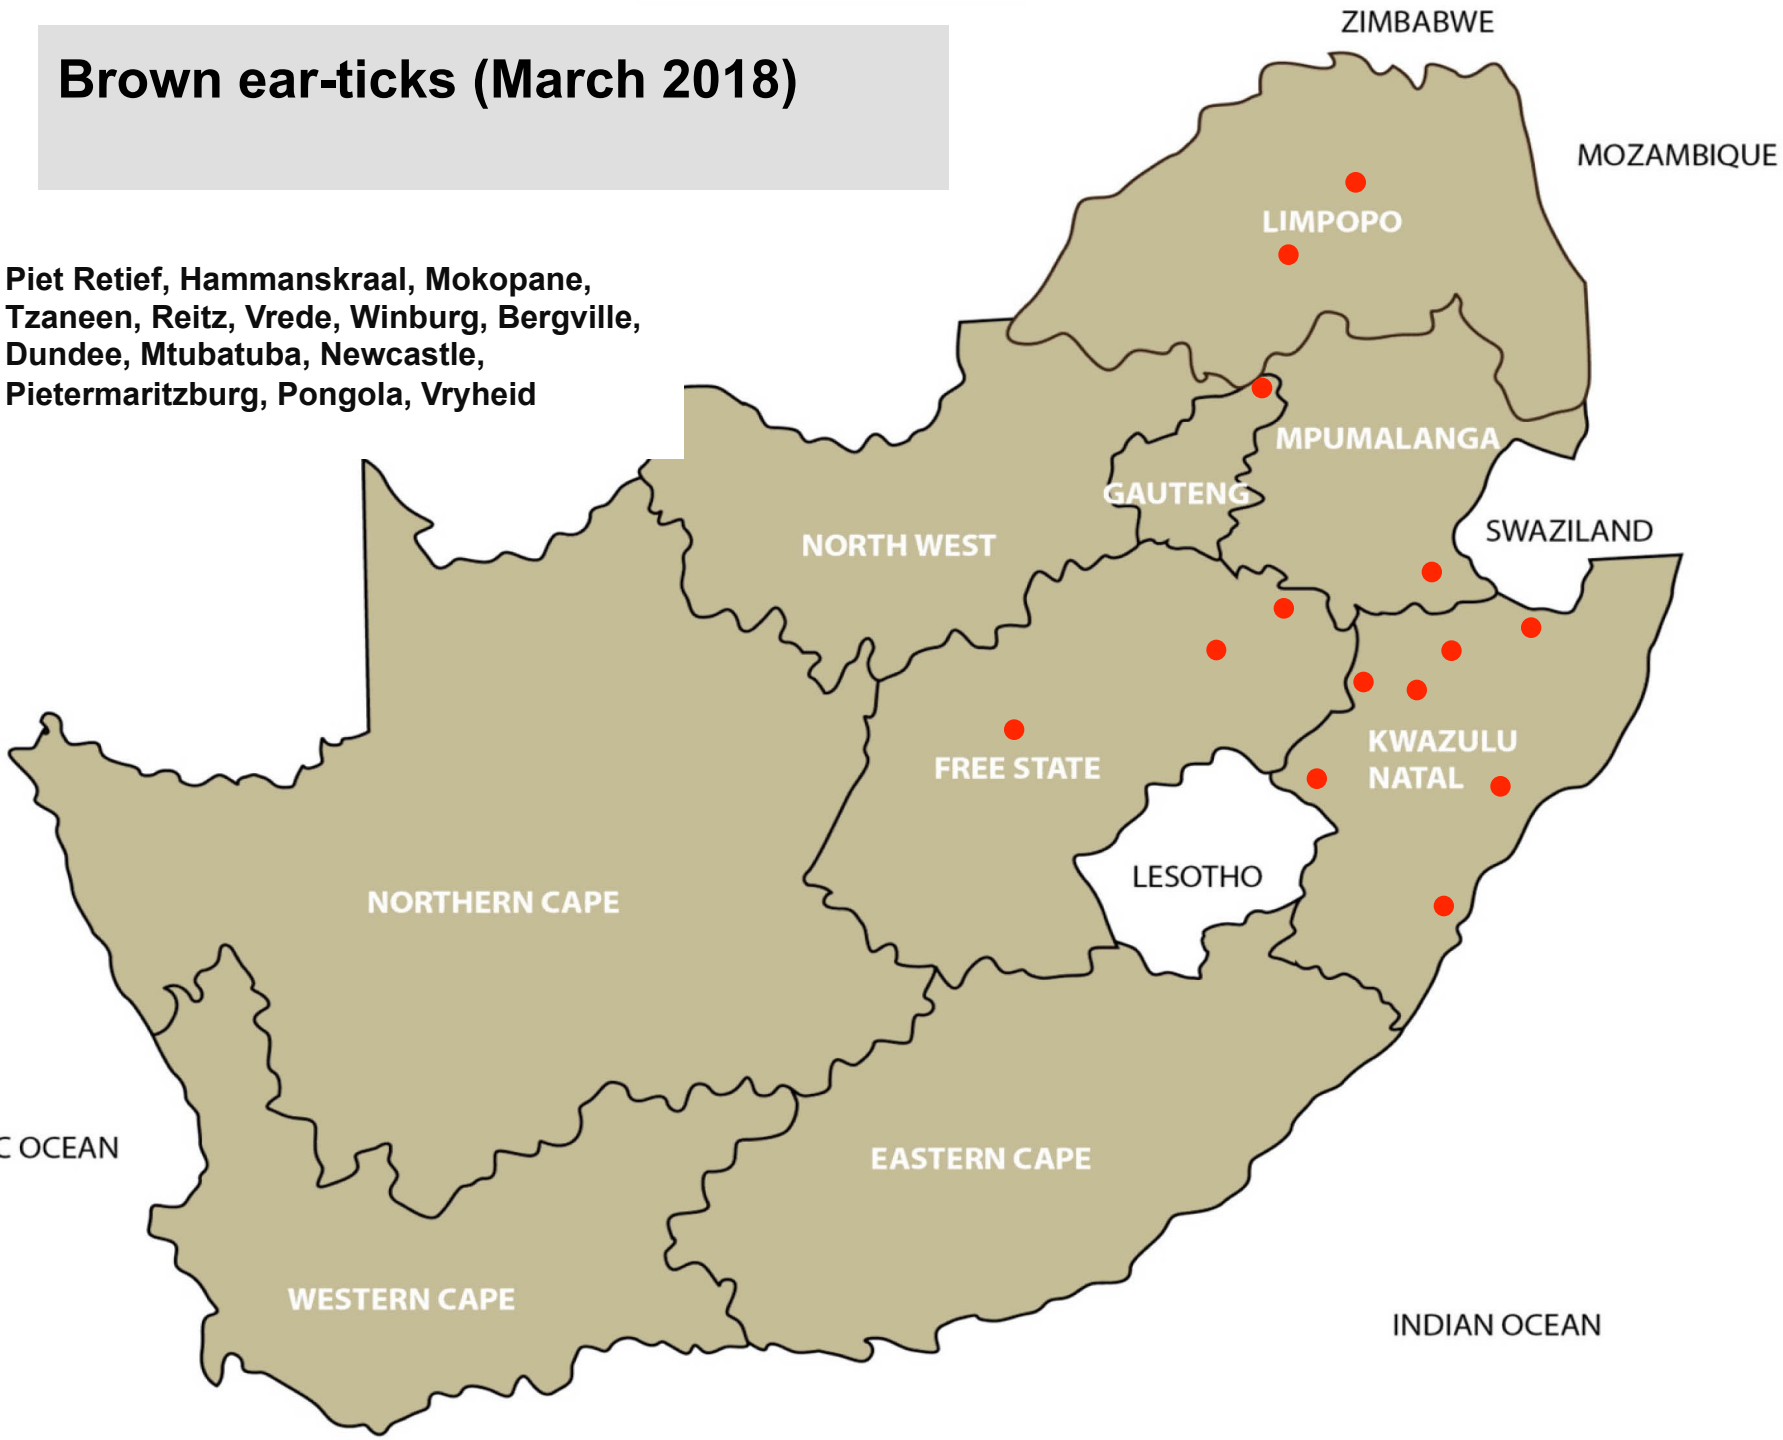 Brown ear-ticks (March 2018)
Piet Retief, Hammanskraal, Mokopane,
Tzaneen, Reitz, Vrede, Winburg, Bergville,
Dundee, Mtubatuba, Newcastle,
Pietermaritzburg, Pongola, Vryheid
ZIMBABWE
MOZAMBIQUE
LIMPOPO
MPUMALANGA
GAUTENG
SWAZILAND
NORTH WEST
KWAZULU
NATAL
FREE STATE
LESOTHO
NORTHERN CAPE
C OCEAN
EASTERN CAPE
WESTERN CAPE
INDIAN OCEAN